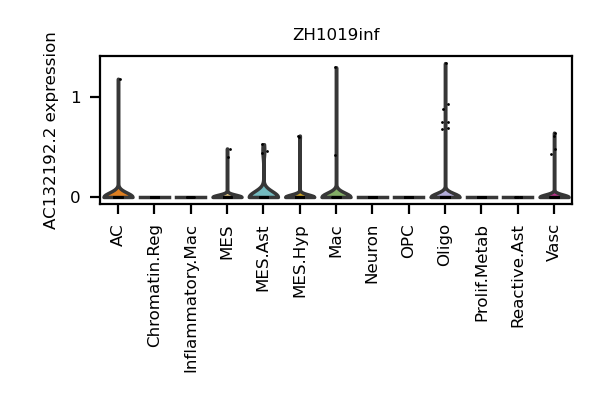 ZH1019inf
AC132192.2 expression
1
0
AC
Chromatin.Reg
Inflammatory.Mac
MES
MES.Ast
MES.Hyp
Mac
Neuron
OPC
Oligo
Prolif.Metab
Reactive.Ast
Vasc